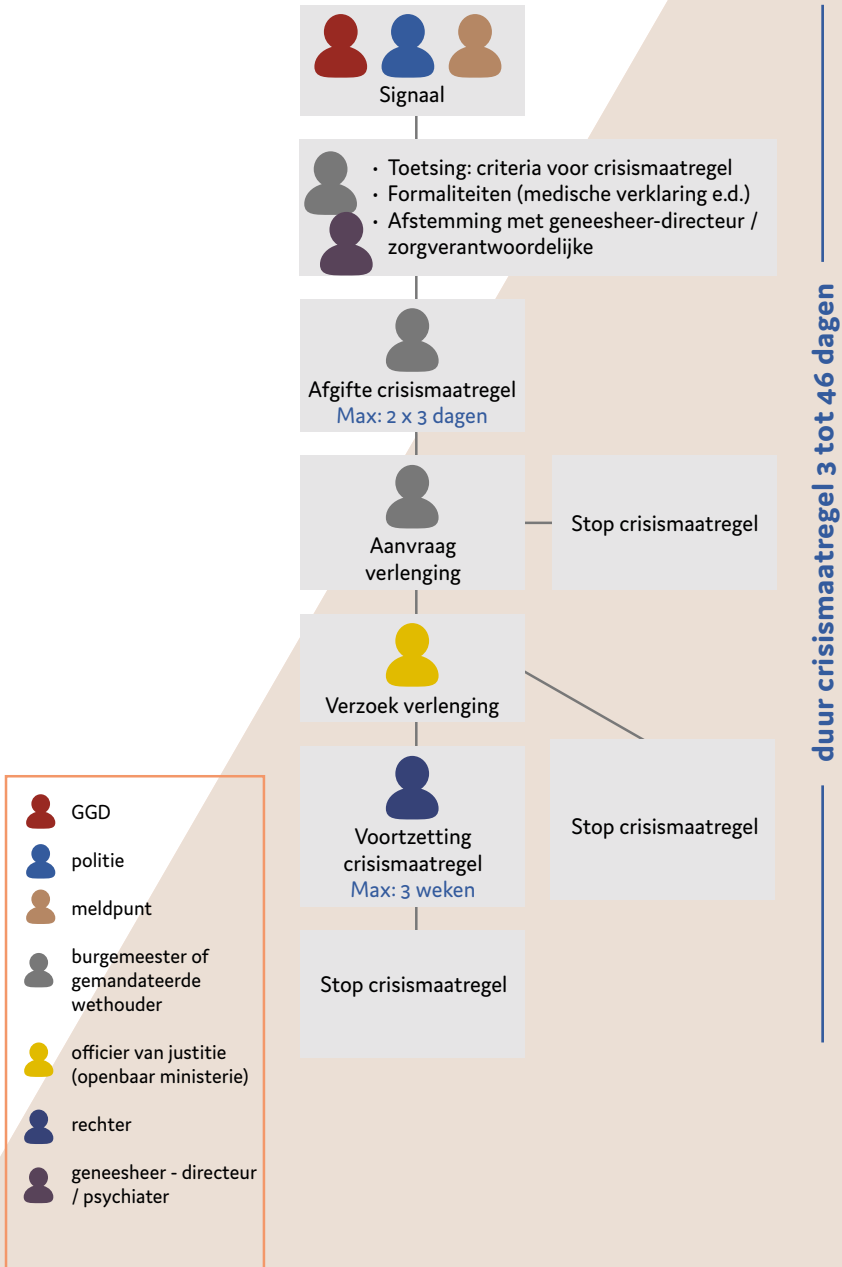 Signaal
• Toetsing: criteria voor crisismaatregel
• Formaliteiten (medische verklaring e.d.)
• Afstemming met geneesheer-directeur /
zorgverantwoordelijke
Afgifte crisismaatregel
Max: 2 x 3 dagen
Aanvraag
verlenging
Stop crisismaatregel
Verzoek verlenging
Voortzetting
crisismaatregel
Max: 3 weken
Stop crisismaatregel
Stop crisismaatregel
duur crisismaatregel 3 tot 46 dagen
GGD
politie
meldpunt
burgemeester of
gemandateerde
wethouder
officier van justitie
(openbaar ministerie)
rechter
geneesheer - directeur
/ psychiater